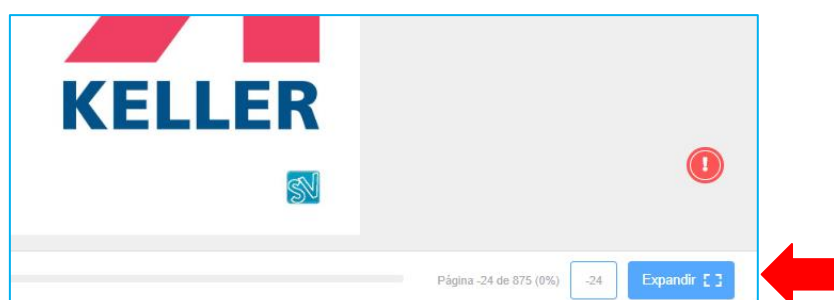 KELLER
SV
!
Página -24 de 875 (0%)
-24
Expandir